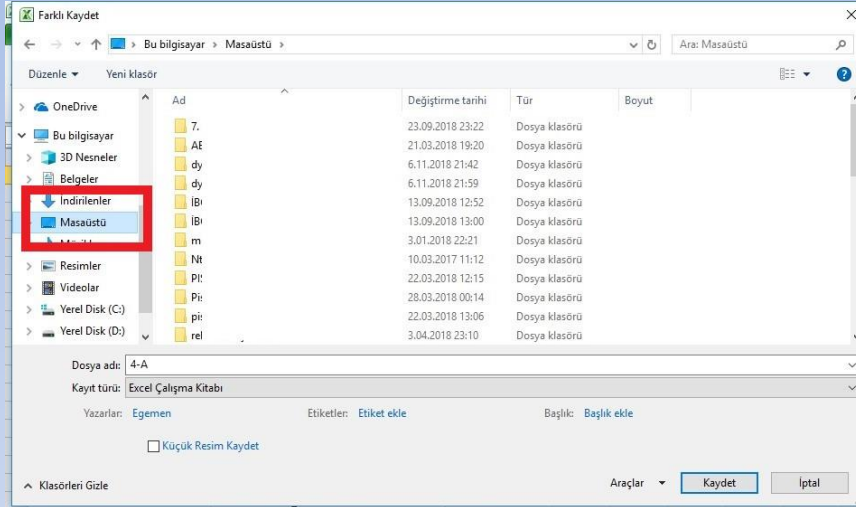 Farklı Kaydet
Bu bilgisayar Masaüstü
Ara: Masaüstü
Düzenle Yeni klasör
Ad Değiştirme tarihi Tür Boyut
OneDrive
Bu bilgisayar
3D Nesneler
Belgeler
İndirilenler
Masaüstü
Resimler
Videolar
Yerel Disk (C:)
Yerel Disk (D:)
7. 23.09.2018 23:22 Dosya klasörü
AE 21.03.2018 19:20 Dosya klasörü
dy 6.11.2018 21:42 Dosya klasörü
dy 6.11.2018 21:59 Dosya klasörü
İB 13.09.2018 12:52 Dosya klasörü
İB 13.09.2018 13:00 Dosya klasörü
m 3.01.2018 22:21 Dosya klasörü
Nt 10.03.2017 11:12 Dosya klasörü
PI 22.03.2018 12:15 Dosya klasörü
Pi 28.03.2018 00:14 Dosya klasörü
pi 22.03.2018 13:06 Dosya klasörü
rel 3.04.2018 23:10 Dosya klasörü
Dosya adı: 4-A
Kayıt türü: Excel Çalışma Kitabı
Yazarlar: Egemen Etiketler: Etiket ekle Başlık: Başlık ekle
Küçük Resim Kaydet
Klasörleri Gizle Araçlar Kaydet İptal